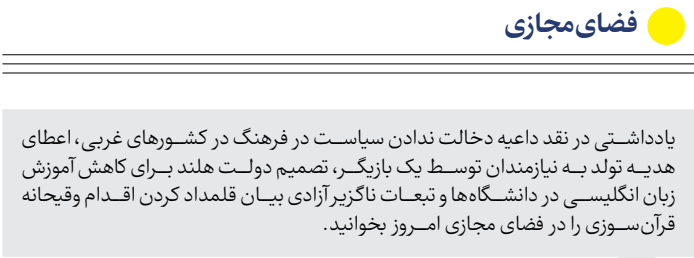 فضای‌مجازی
یادداشتی در نقد داعیه دخالت ندادن سیاست در فرهنگ در کشورهای غربی، اعطای
هدیه تولد به نیازمندان توسط یک بازیگر، تصمیم دولت هلند برای کاهش آموزش
زبان انگلیسی در دانشگاه‌ها و تبعات ناگزیر آزادی بیان قلمداد کردن اقدام وقیحانه
قرآن‌سوزی را در فضای مجازی امروز بخوانید.